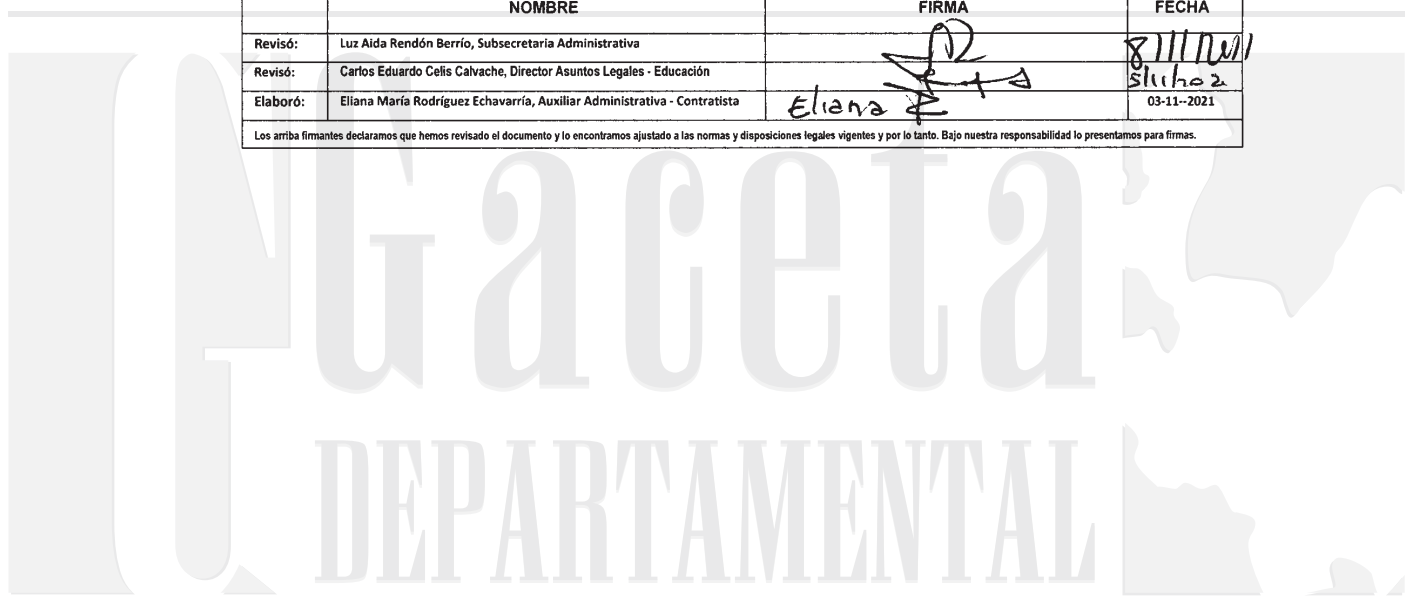 NOMBRE FIRMA FECHA
Revisó: Luz Aida Rendón Berrío, Subsecretaria Administrativa
Revisó: Carlos Eduardo Celis Calvache, Director Asuntos Legales - Educación
Elaboró: Eliana María Rodríguez Echavarría, Auxiliar Administrativa - Contratista Eliana 03-11--2021
Los arriba firmantes declaramos que hemos revisado el documento y lo encontramos ajustado a las normas y disposiciones legales vigentes y por lo tanto. Bajo nuestra responsabilidad lo presentamos para firmas.
Gaceta
DEPARTAMENTAL